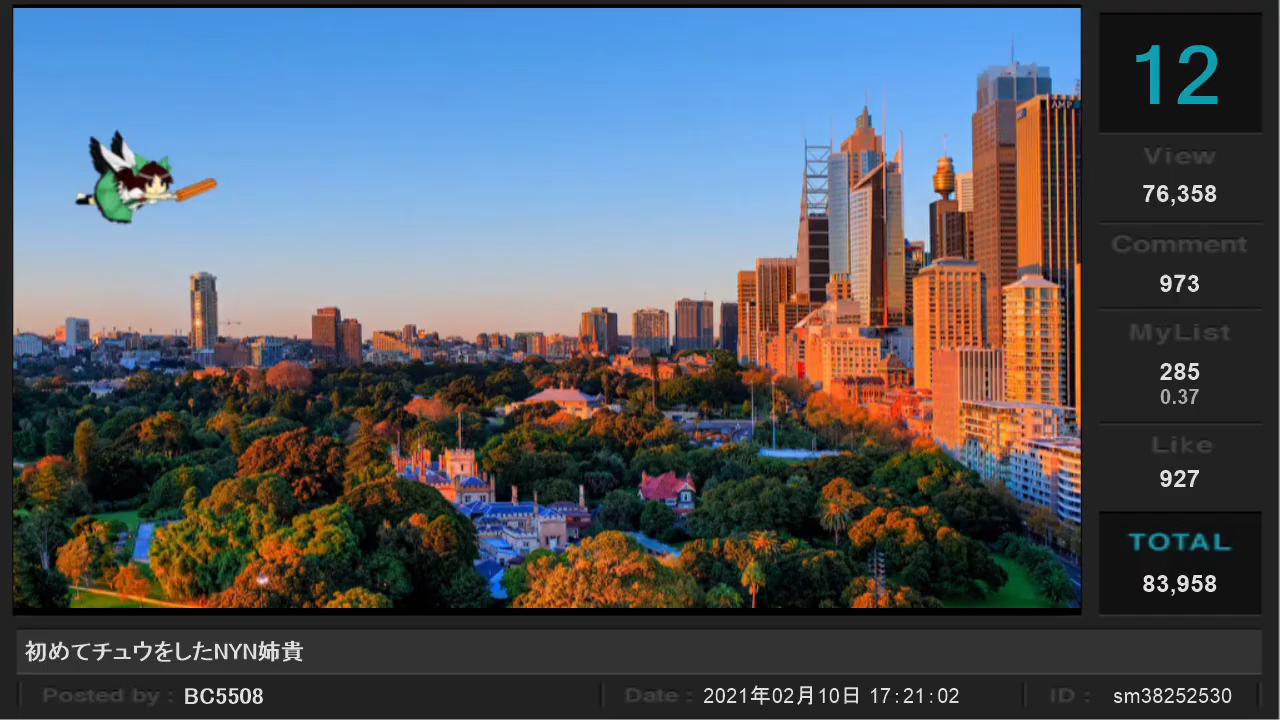 12
View
76,358
Comment
973
MyList
285
0.37
Like
927
TOTAL
83,958
AMP
初めてチュウをしたNYN姉貴
Posted by : BC5508
Date : 2021年02月10日 17:21:02
ID : sm38252530